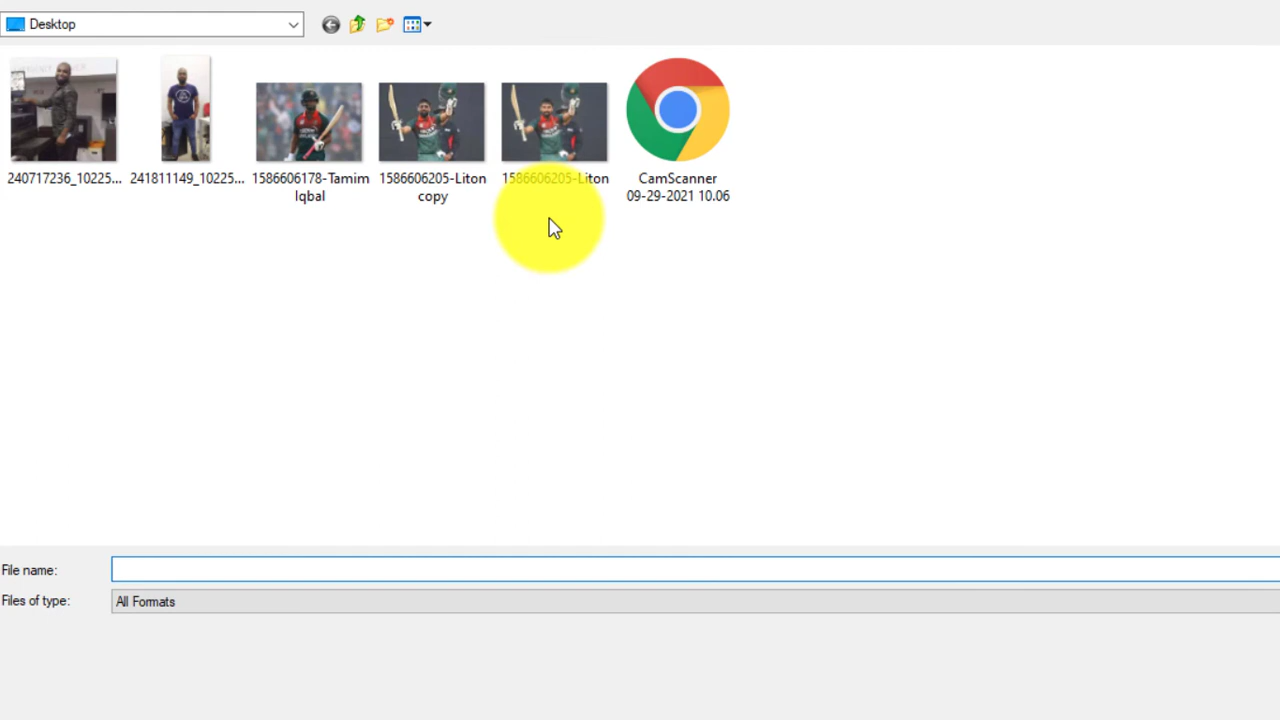 Desktop
240717236_10225...
241811149_10225...
1586606178-Tamim
Iqbal
1586606205-Liton
copy
1586606205-Liton
CamScanner
09-29-2021 10.06
File name:
Files of type:
All Formats